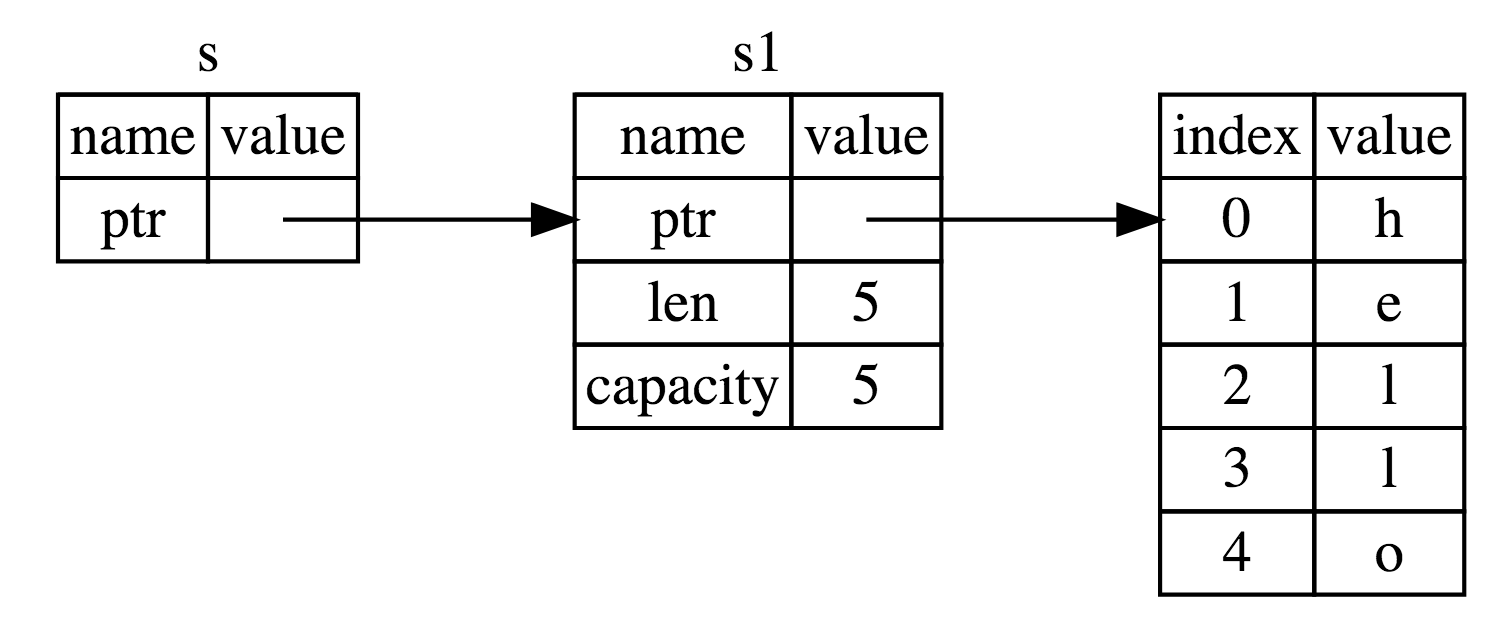 s
name value
ptr
s1
name value
ptr
len 5
capacity 5
index value
0 h
1 e
2 l
3 l
4 o